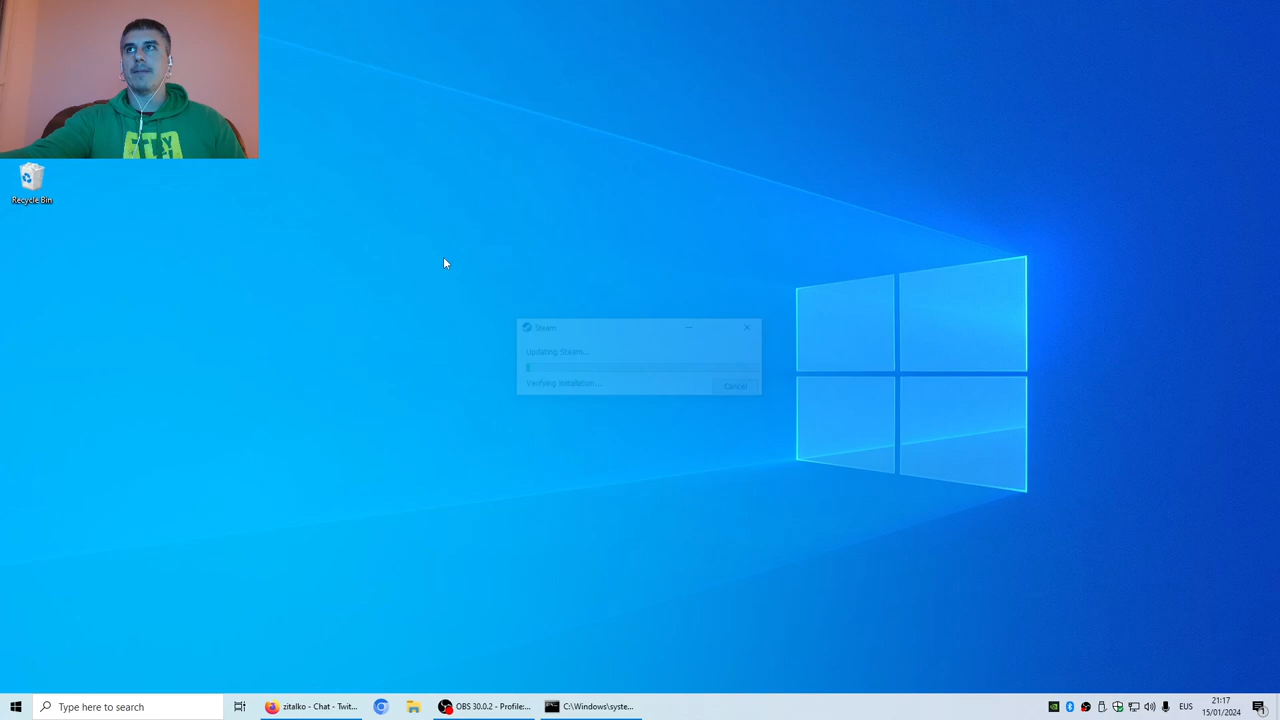 Recycle Bin
Steam
Updating Steam...
Verifying installation...
Cancel
Type here to search
zitalko - Chat - Twit...
OBS 30.0.2 - Profile:...
C:\Windows\syste...
EUS
21:17
15/01/2024
1